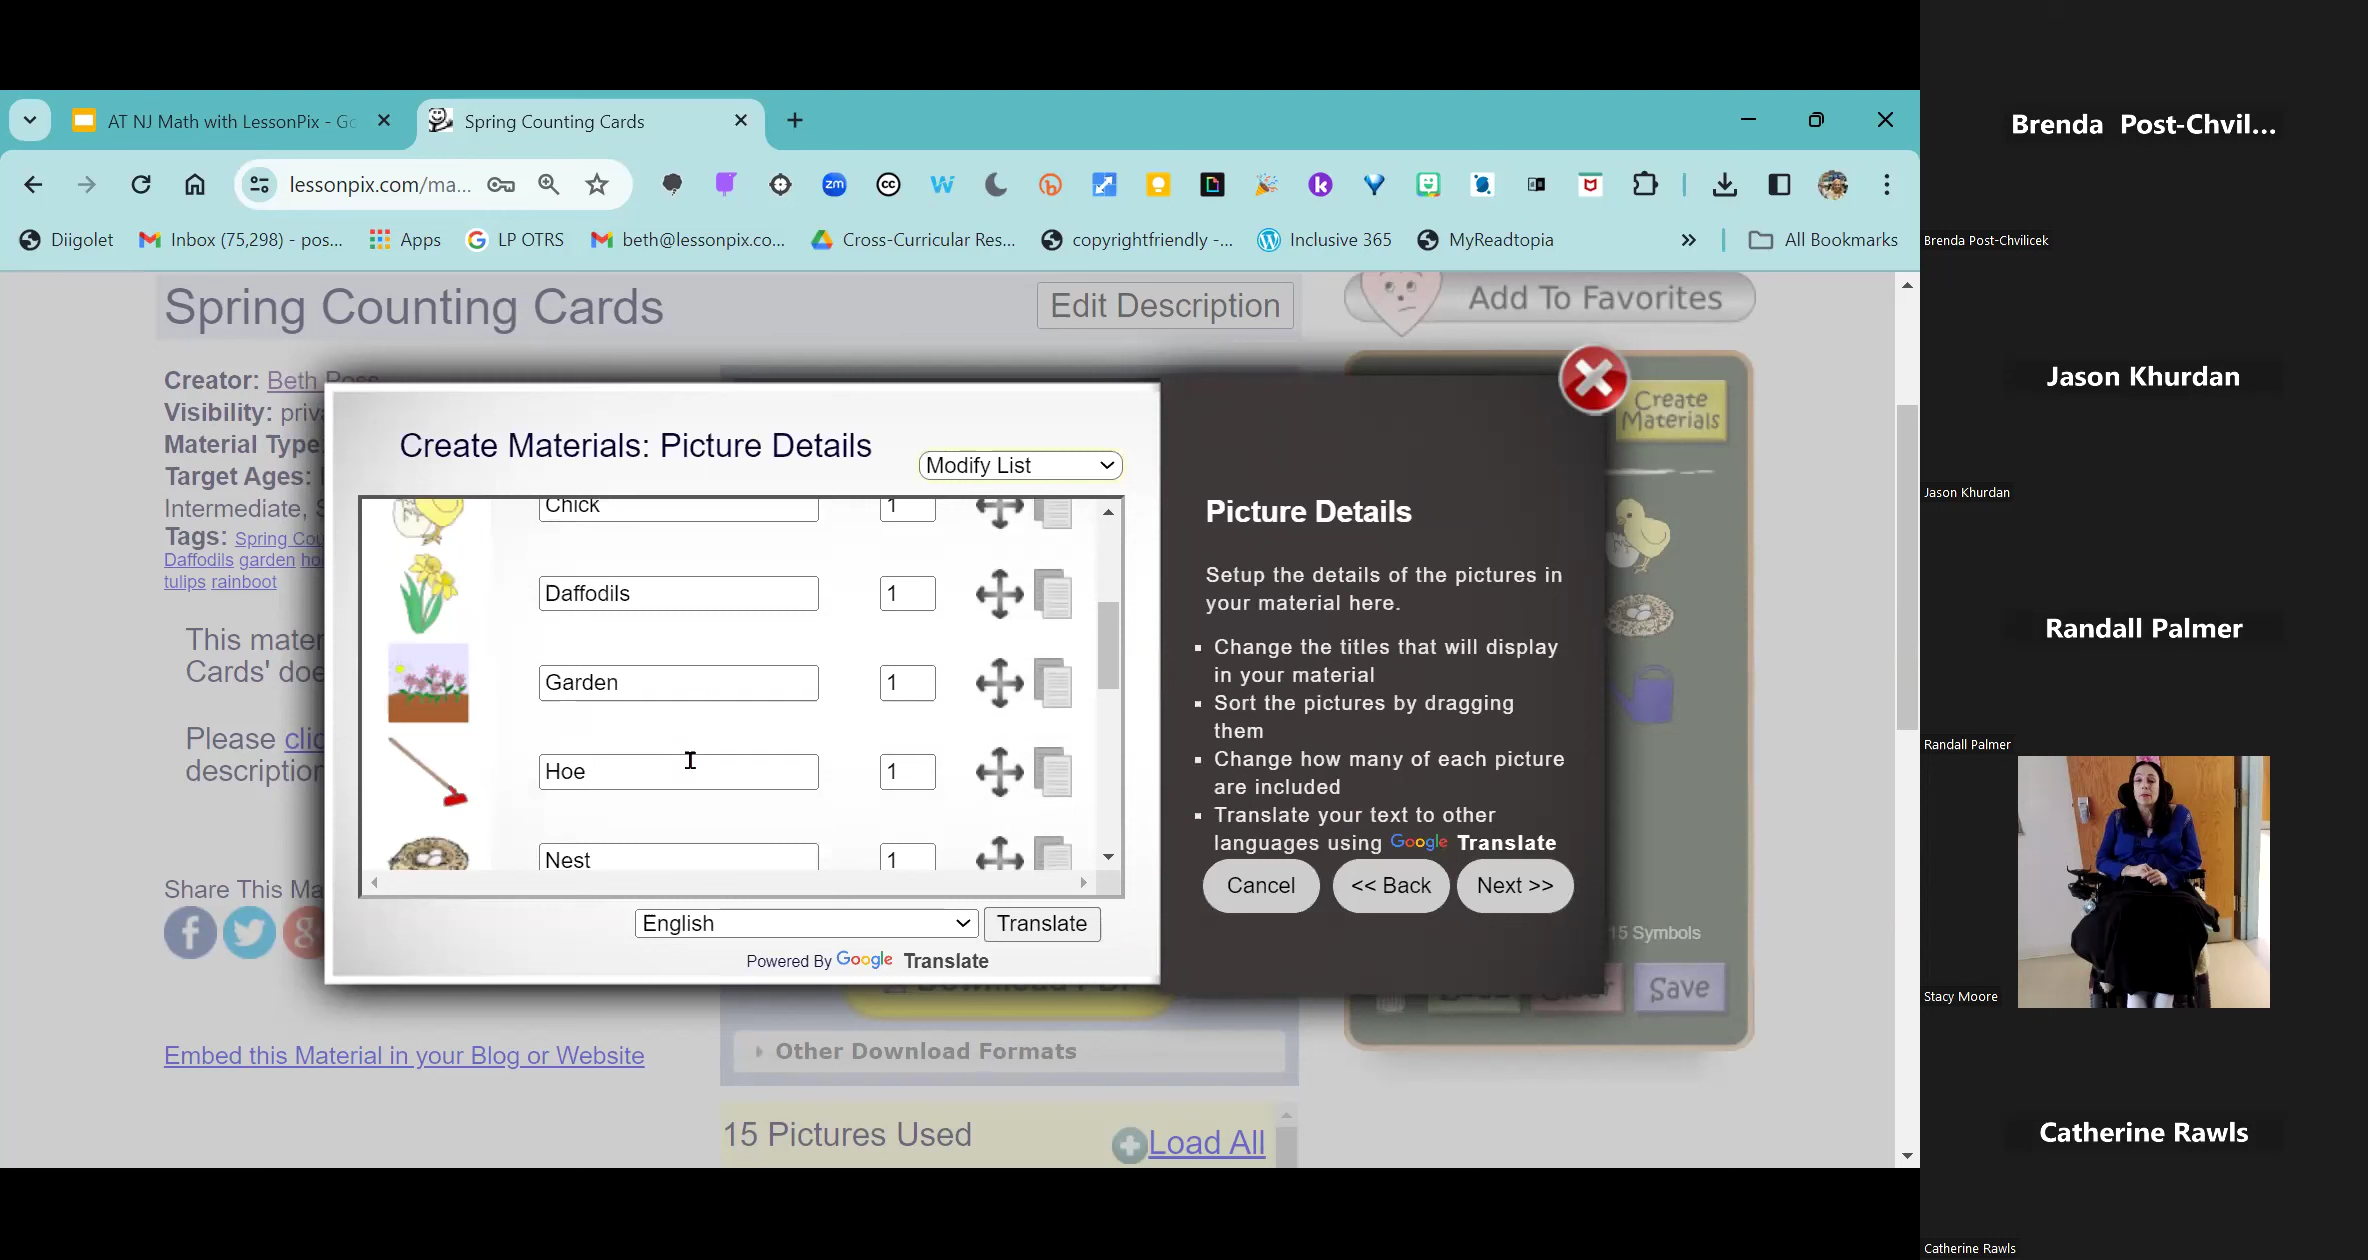 AT NJ Math with LessonPix - Go
Spring Counting Cards
lessonpix.com/ma...
zm
cc
W
k
Diigolet
Inbox (75,298) - pos...
Apps
LP OTRS
beth@lessonpix.co...
Cross-Curricular Res...
copyrightfriendly -...
Inclusive 365
MyReadtopia
All Bookmarks
Spring Counting Cards
Edit Description
Add To Favorites
Creator: Beth Poss
Visibility: priv
Material Type
Target Ages:
Intermediate, S
Tags: Spring Cou
Daffodils garden ho
tulips rainboot
This mater
Cards' doe
Please clic
description
Share This Ma
Embed this Material in your Blog or Website
Create Materials: Picture Details
Modify List
Chick 1
Daffodils 1
Garden 1
Hoe 1
Nest 1
English
Translate
Powered By Google Translate
Picture Details
Setup the details of the pictures in
your material here.
Change the titles that will display
in your material
Sort the pictures by dragging
them
Change how many of each picture
are included
Translate your text to other
languages using Google Translate
Cancel
<< Back
Next >>
Create
Materials
15 Symbols
Save
Other Download Formats
15 Pictures Used
Load All
Brenda Post-Chvil...
Brenda Post-Chvilicek
Jason Khurdan
Jason Khurdan
Randall Palmer
Randall Palmer
Stacy Moore
Catherine Rawls
Catherine Rawls